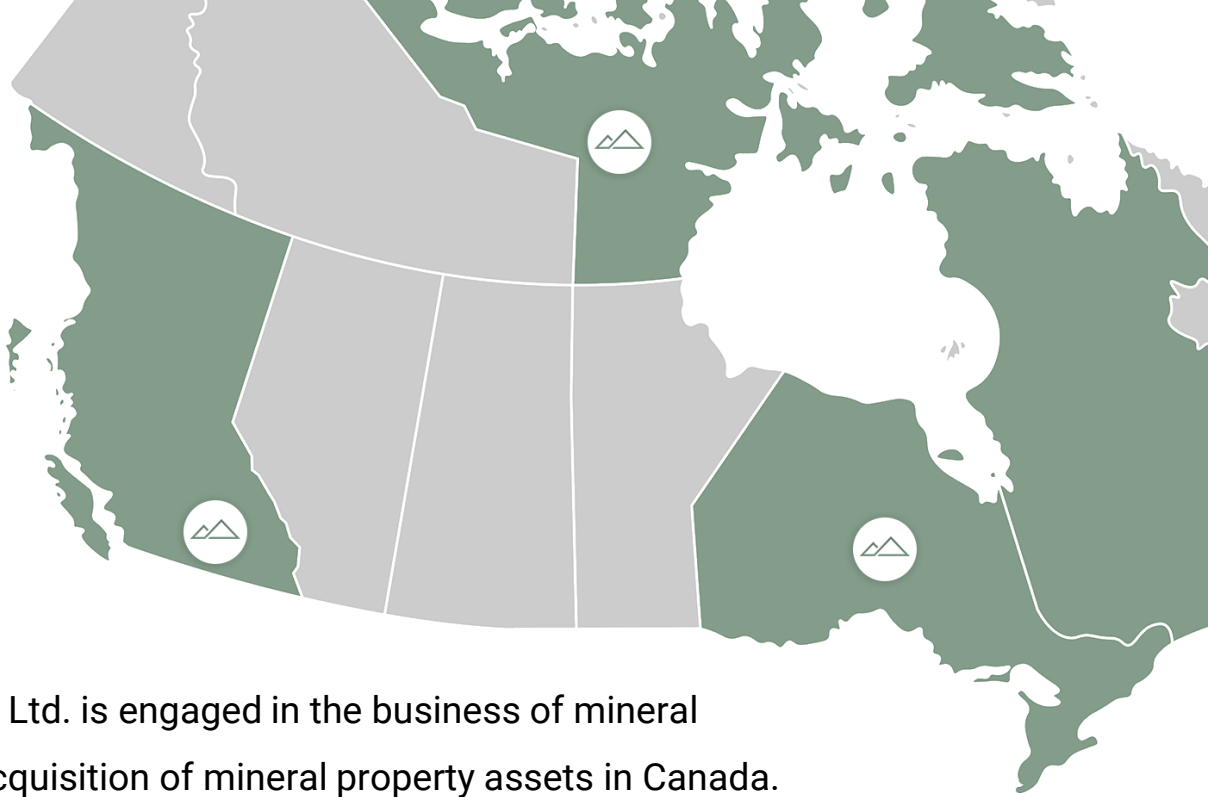 Ltd. is engaged in the business of mineral
cquisition of mineral property assets in Canada.